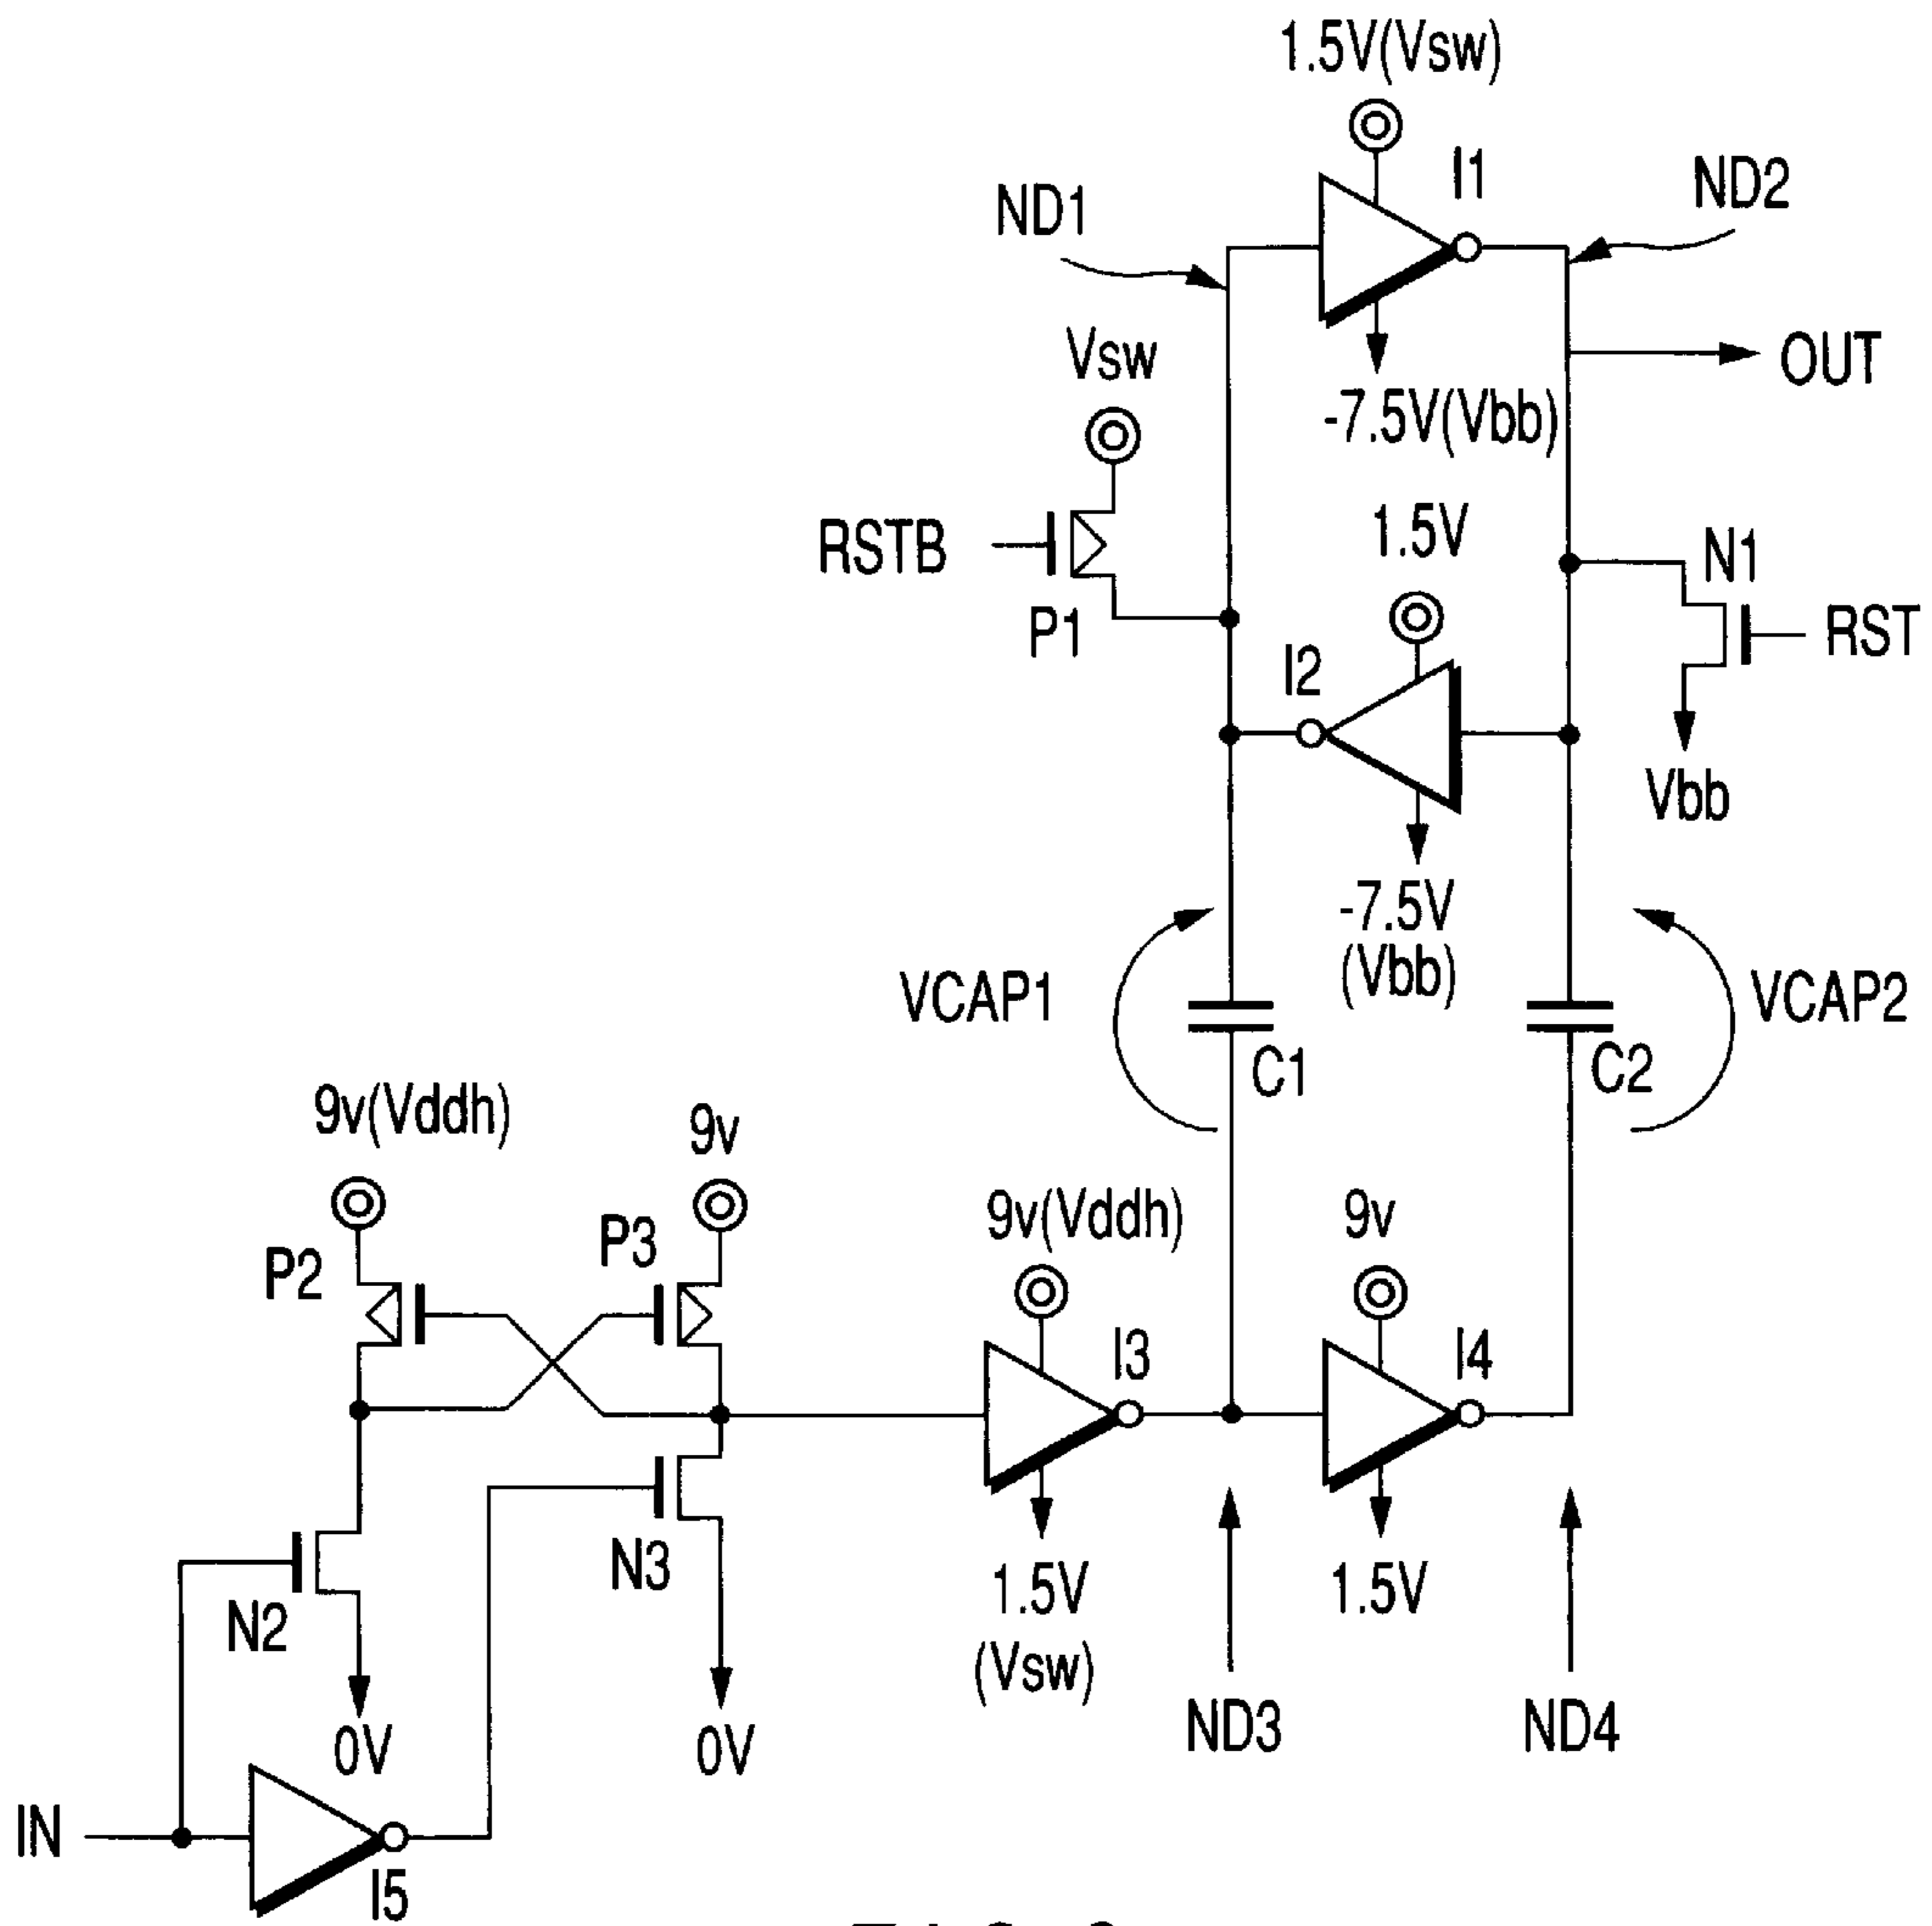 1.5V(Vsw)
I1
ND1
ND2
Vsw
OUT
-7.5V(Vbb)
RSTB
1.5V
N1
P1
RST
I2
Vbb
-7.5V
(Vbb)
VCAP1
VCAP2
C1
C2
9v(Vddh)
9v
9v(Vddh)
9v
P2
P3
I3
I4
N3
1.5V
(Vsw)
1.5V
N2
ND3
ND4
0V
0V
IN
I5